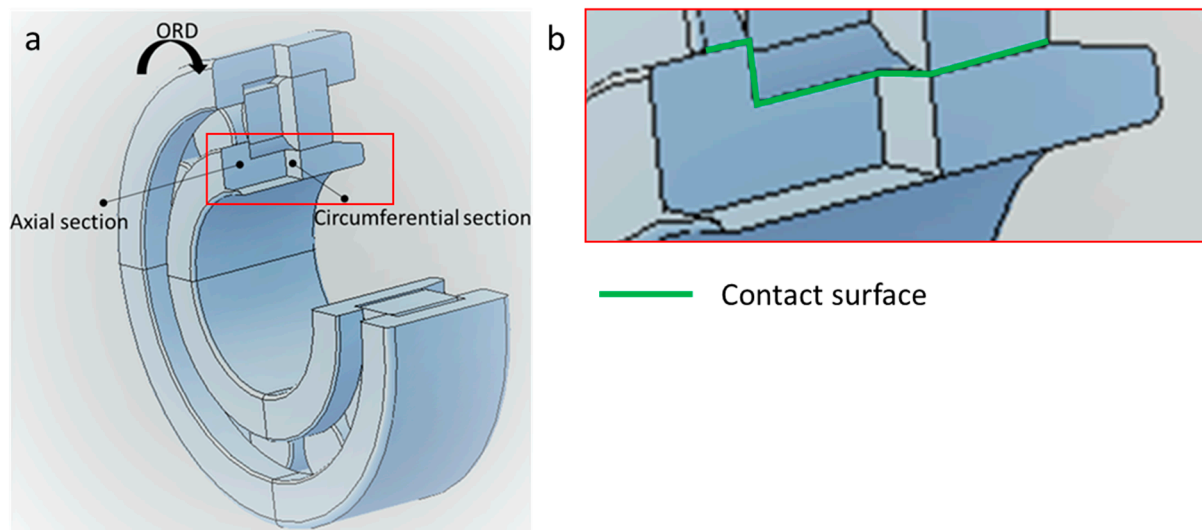 a
ORD
Axial section
Circumferential section
b
Contact surface